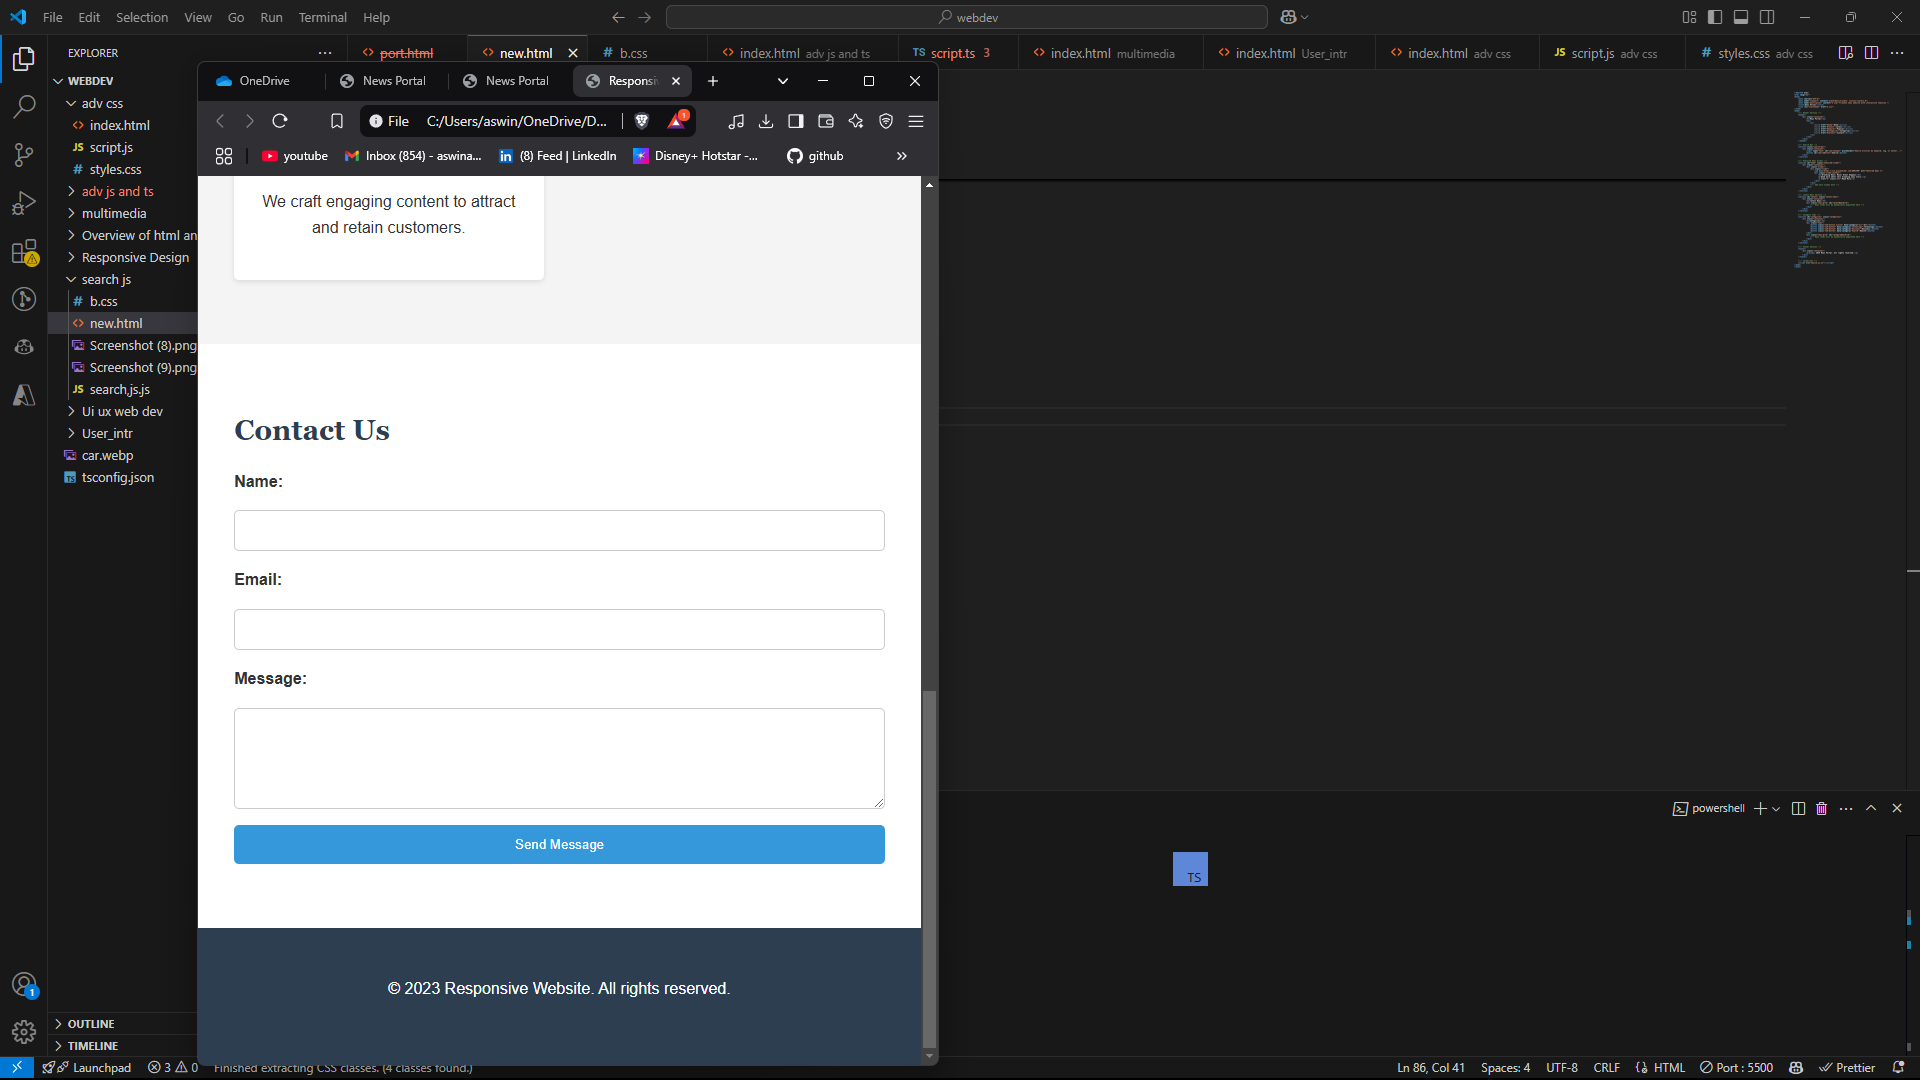 File Edit Selection View Go Run Terminal Help
webdev
EXPLORER
port.html
new.html
b.css
index.html adv js and ts
TS script.ts 3
index.html multimedia
index.html User_intr
index.html adv css
JS script.js adv css
# styles.css adv css
WEBDEV
adv css
index.html
JS script.js
# styles.css
adv js and ts
multimedia
Overview of html an
Responsive Design
search js
# b.css
new.html
Screenshot (8).png
Screenshot (9).png
JS search,js.js
Ui ux web dev
User_intr
car.webp
tsconfig.json
OUTLINE
TIMELINE
OneDrive
News Portal
News Portal
Responsi
File C:/Users/aswin/OneDrive/D...
1
youtube
Inbox (854) - aswina...
(8) Feed | LinkedIn
Disney+ Hotstar -...
github
We craft engaging content to attract
and retain customers.
Contact Us
Name:
Email:
Message:
Send Message
© 2023 Responsive Website. All rights reserved.
powershell
TS
1
Launchpad
3 0
Finished extracting CSS classes. (4 classes found.)
Ln 86, Col 41
Spaces: 4
UTF-8
CRLF
HTML
Port : 5500
Prettier